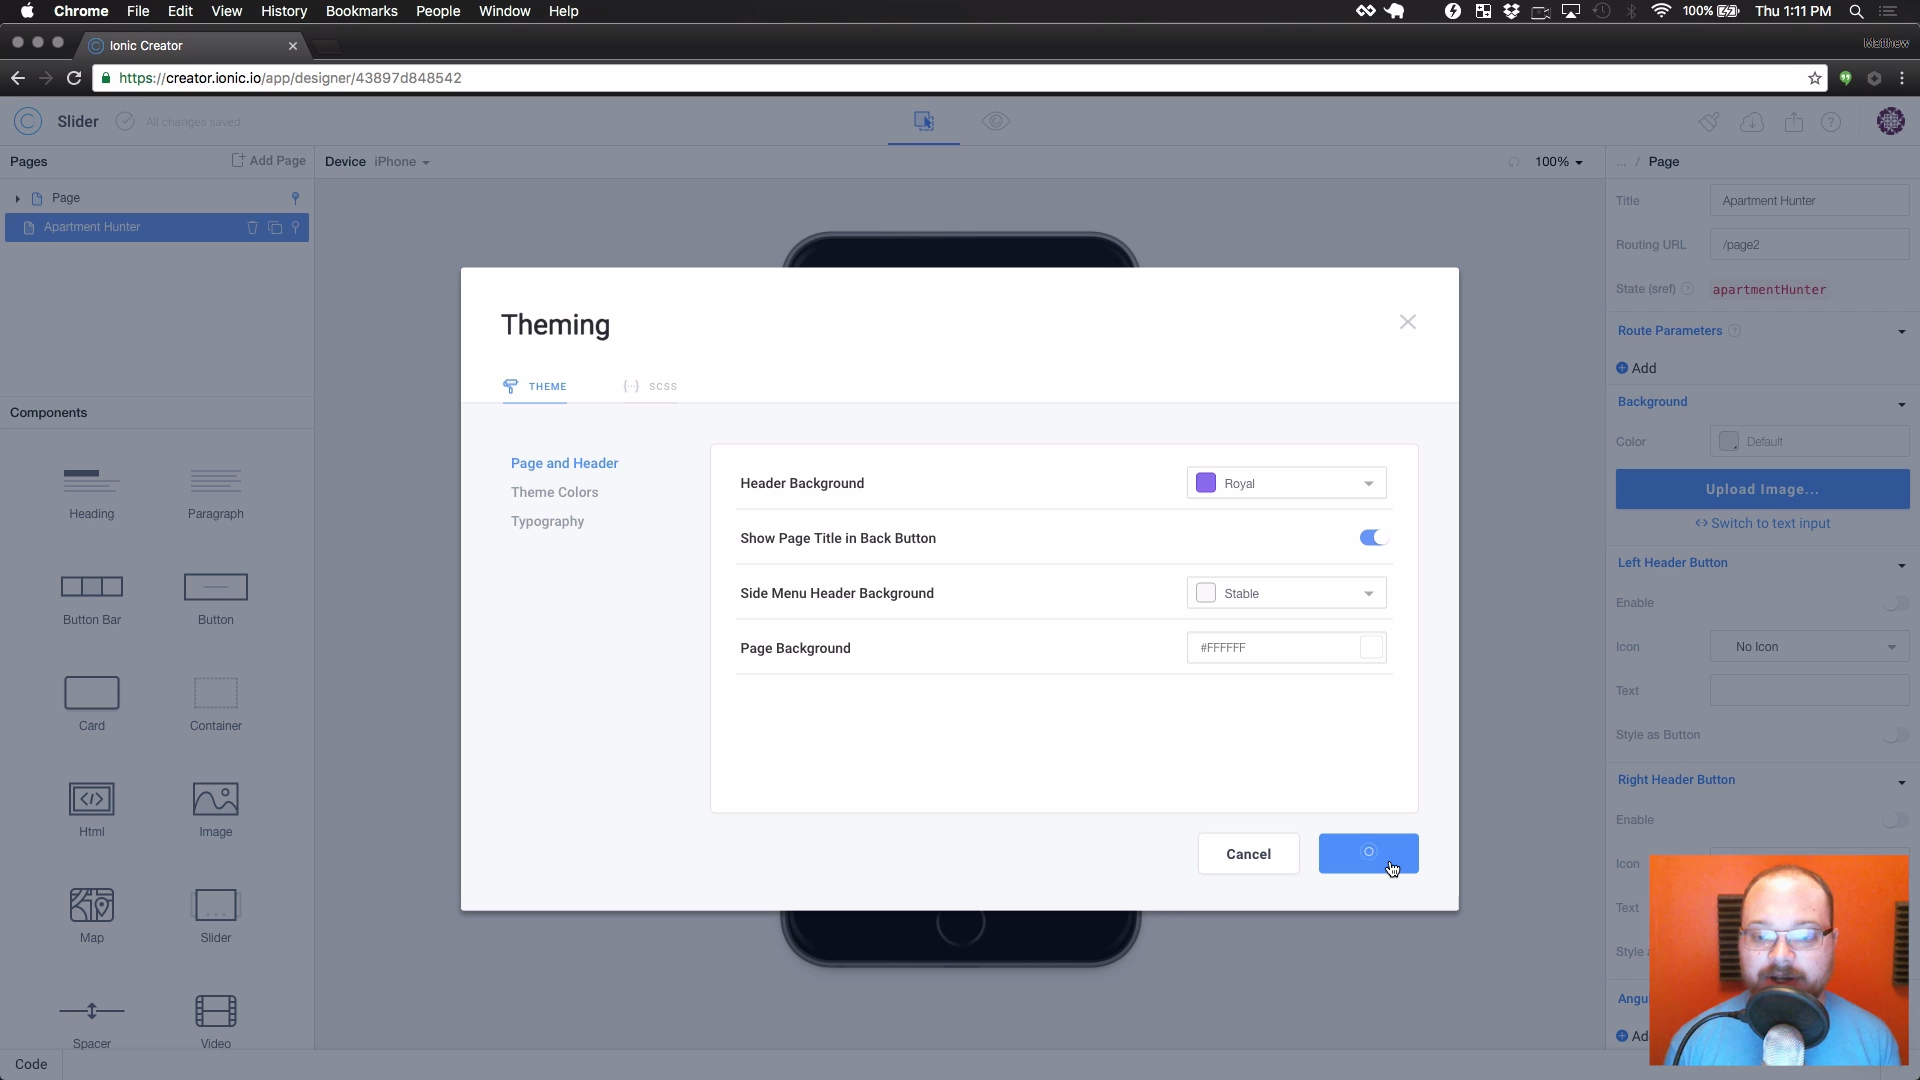 Chrome File Edit View History Bookmarks People Window Help 100% Thu 1:11 PM
Ionic Creator
Matthew
https://creator.ionic.io/app/designer/43897d848542
Slider All changes saved
Pages Add Page Device iPhone 100% ... / Page
Page
Apartment Hunter
Title Apartment Hunter
Routing URL /page2
State (sref) apartmentHunter
Route Parameters
Add
Background
Color Default
Upload Image...
<> Switch to text input
Left Header Button
Enable
Icon No Icon
Text
Style as Button
Right Header Button
Enable
Icon
Text
Style a
Angu
Ad
Components
Heading Paragraph
Button Bar Button
Card Container
Html Image
Map Slider
Spacer Video
Code
Theming
THEME SCSS
Page and Header
Theme Colors
Typography
Header Background Royal
Show Page Title in Back Button
Side Menu Header Background Stable
Page Background #FFFFFF
Cancel